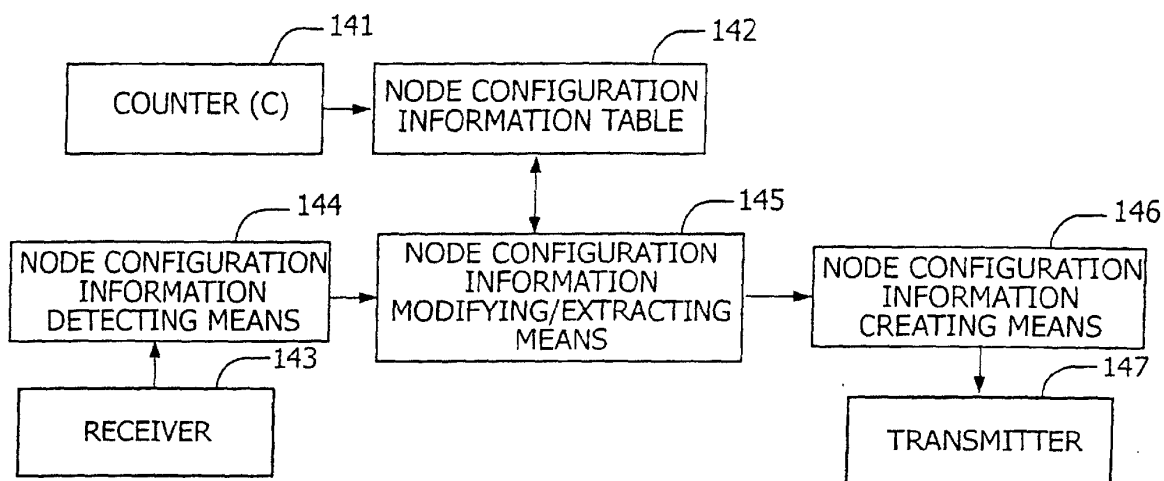 141
COUNTER (C)
142
NODE CONFIGURATION
INFORMATION TABLE
144
NODE CONFIGURATION
INFORMATION
DETECTING MEANS
145
NODE CONFIGURATION
INFORMATION
MODIFYING/EXTRACTING
MEANS
146
NODE CONFIGURATION
INFORMATION
CREATING MEANS
143
RECEIVER
147
TRANSMITTER